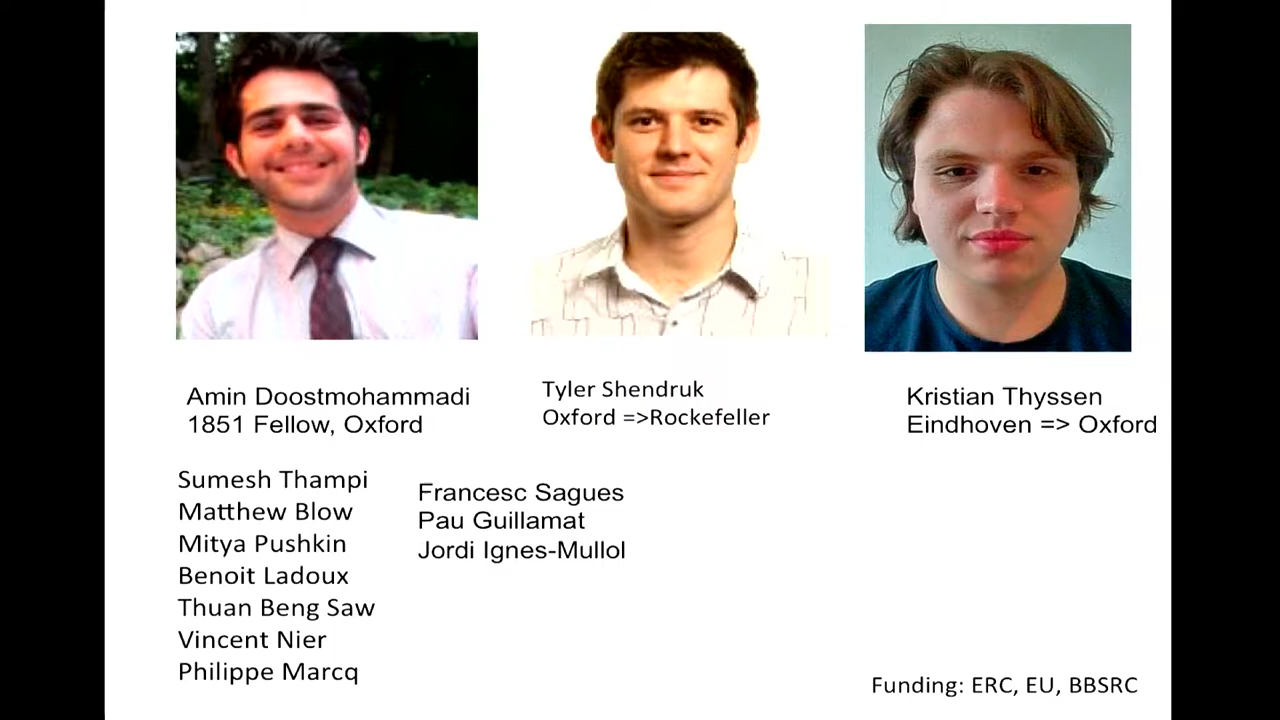 Amin Doostmohammadi
1851 Fellow, Oxford
Tyler Shendruk
Oxford =>Rockefeller
Kristian Thyssen
Eindhoven => Oxford
Sumesh Thampi
Matthew Blow
Mitya Pushkin
Benoit Ladoux
Thuan Beng Saw
Vincent Nier
Philippe Marcq
Francesc Sagues
Pau Guillamat
Jordi Ignes-Mullol
Funding: ERC, EU, BBSRC